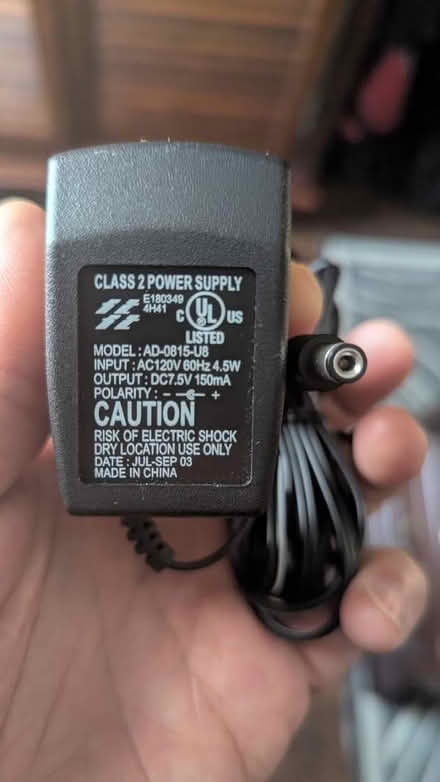 CLASS 2 POWER SUPPLY
E180349
4H41
C UL US
LISTED
MODEL : AD-0815-U8
INPUT : AC120V 60Hz 4.5W
OUTPUT : DC7.5V 150mA
POLARITY : - +
CAUTION
RISK OF ELECTRIC SHOCK
DRY LOCATION USE ONLY
DATE : JUL-SEP 03
MADE IN CHINA